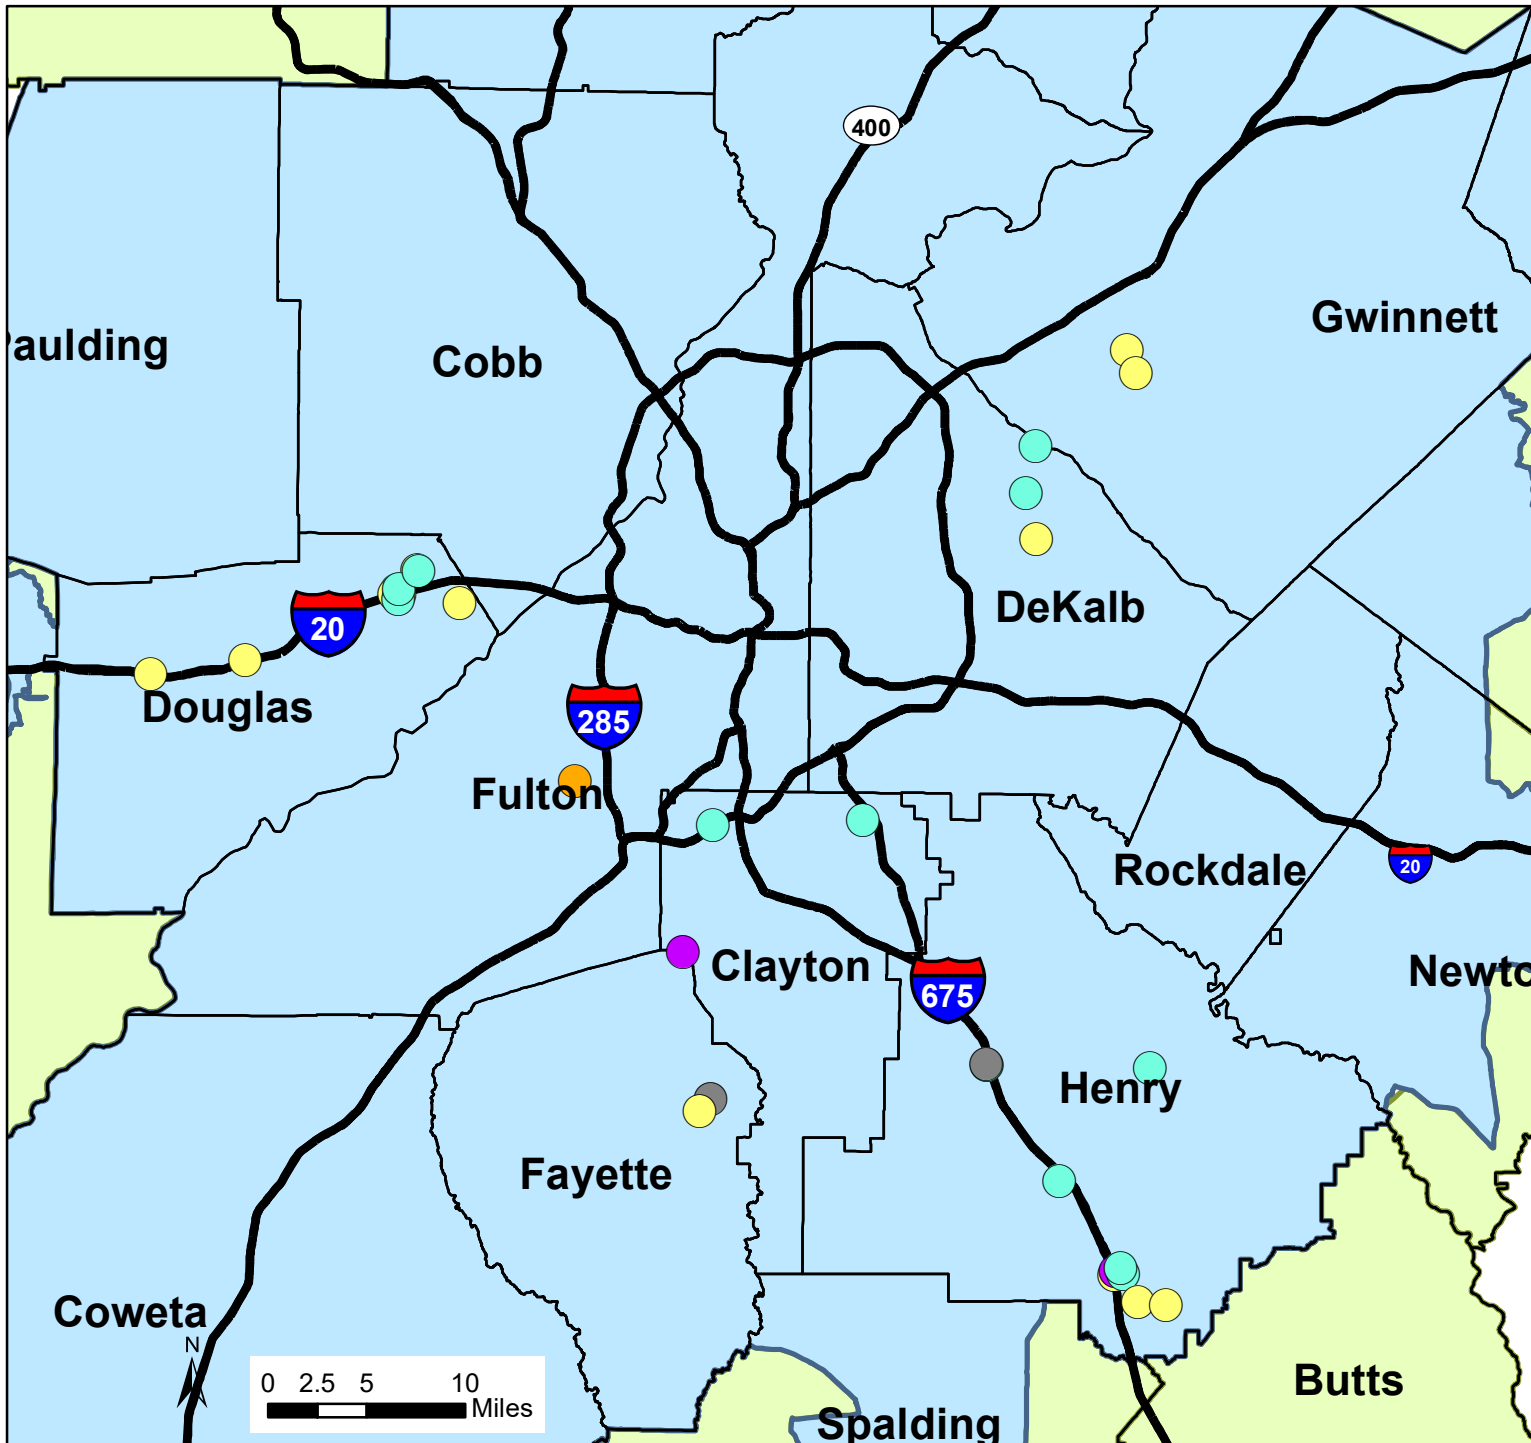 400
Gwinnett
aulding
Cobb
DeKalb
20
Douglas
285
Fulton
Rockdale
20
Clayton
Newto
675
Henry
Fayette
Coweta
N
0 2.5 5 10
Miles
Butts
Spalding